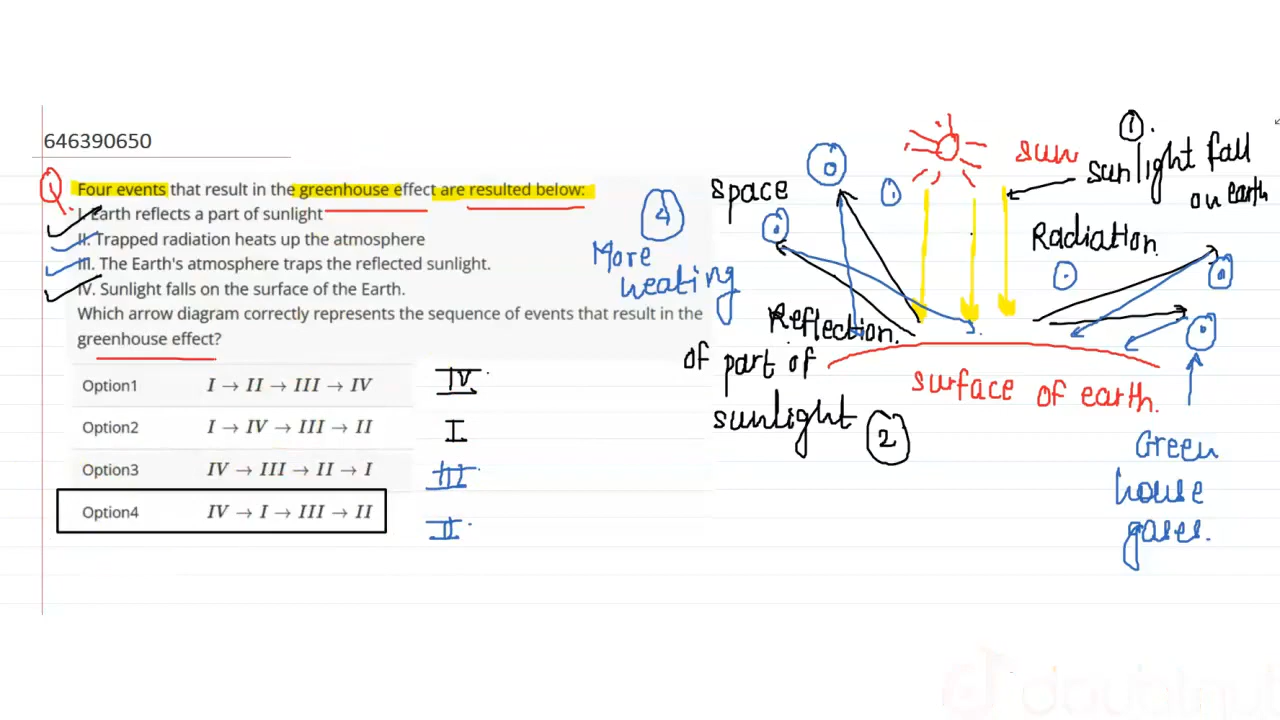 646390650
Q. Four events that result in the greenhouse effect are resulted below:
I. Earth reflects a part of sunlight
II. Trapped radiation heats up the atmosphere
III. The Earth's atmosphere traps the reflected sunlight.
IV. Sunlight falls on the surface of the Earth.
Which arrow diagram correctly represents the sequence of events that result in the
greenhouse effect?
Option1 I → II → III → IV
Option2 I → IV → III → II
Option3 IV → III → II → I
Option4 IV → I → III → II
IV
I
III
II
4
More
heating
space
sun
1
sunlight fall
on earth
Radiation
Reflection
of part of
sunlight 2
surface of earth.
Green
house
gases.
doubtnut